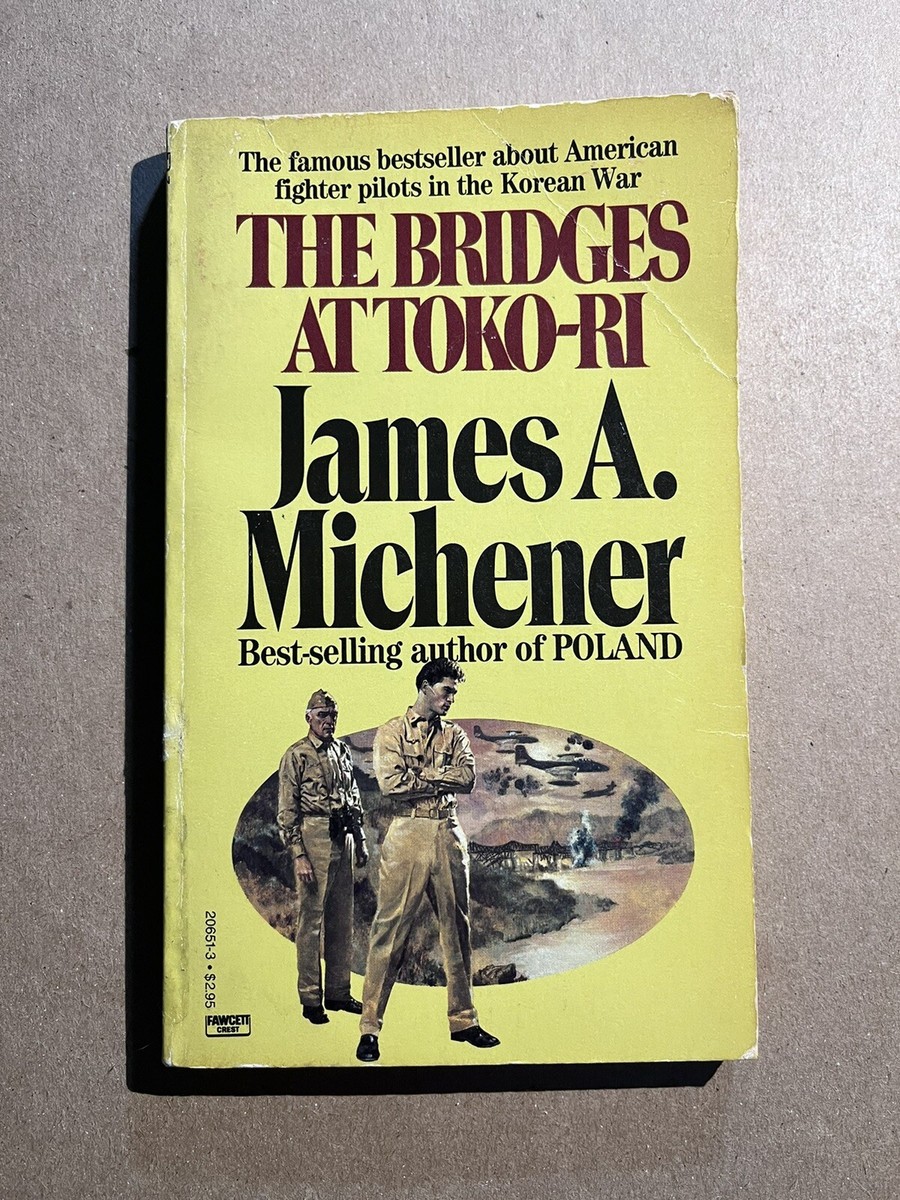 The famous bestseller about American
fighter pilots in the Korean War
THE BRIDGES
AT TOKO-RI
James A.
Michener
Best-selling author of POLAND
20651-3 • $2.95
FAWCETT
CREST